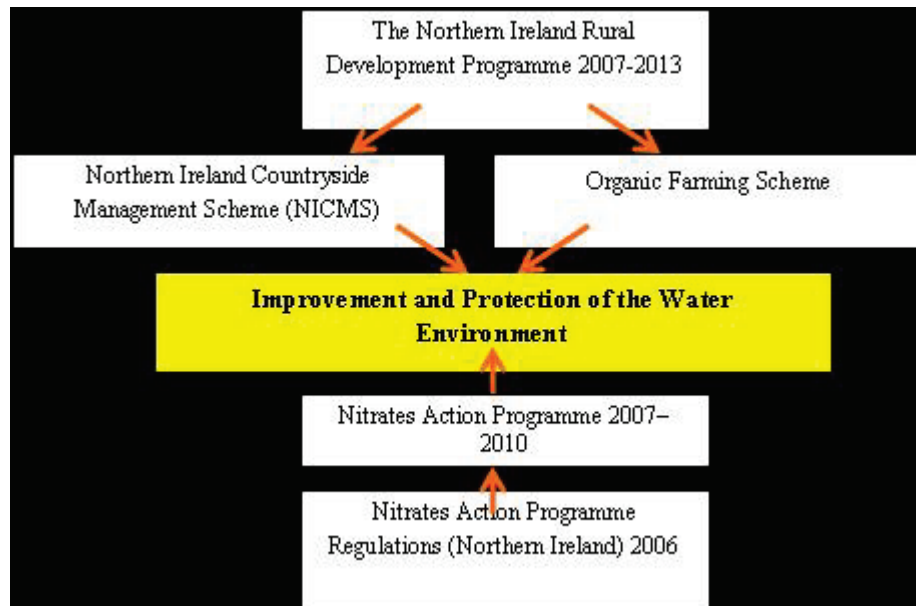 The Northern Ireland Rural
Development Programme 2007-2013
Northern Ireland Countryside
Management Scheme (NICMS)
Organic Farming Scheme
Improvement and Protection of the Water
Environment
Nitrates Action Programme 2007–
2010
Nitrates Action Programme
Regulations (Northern Ireland) 2006